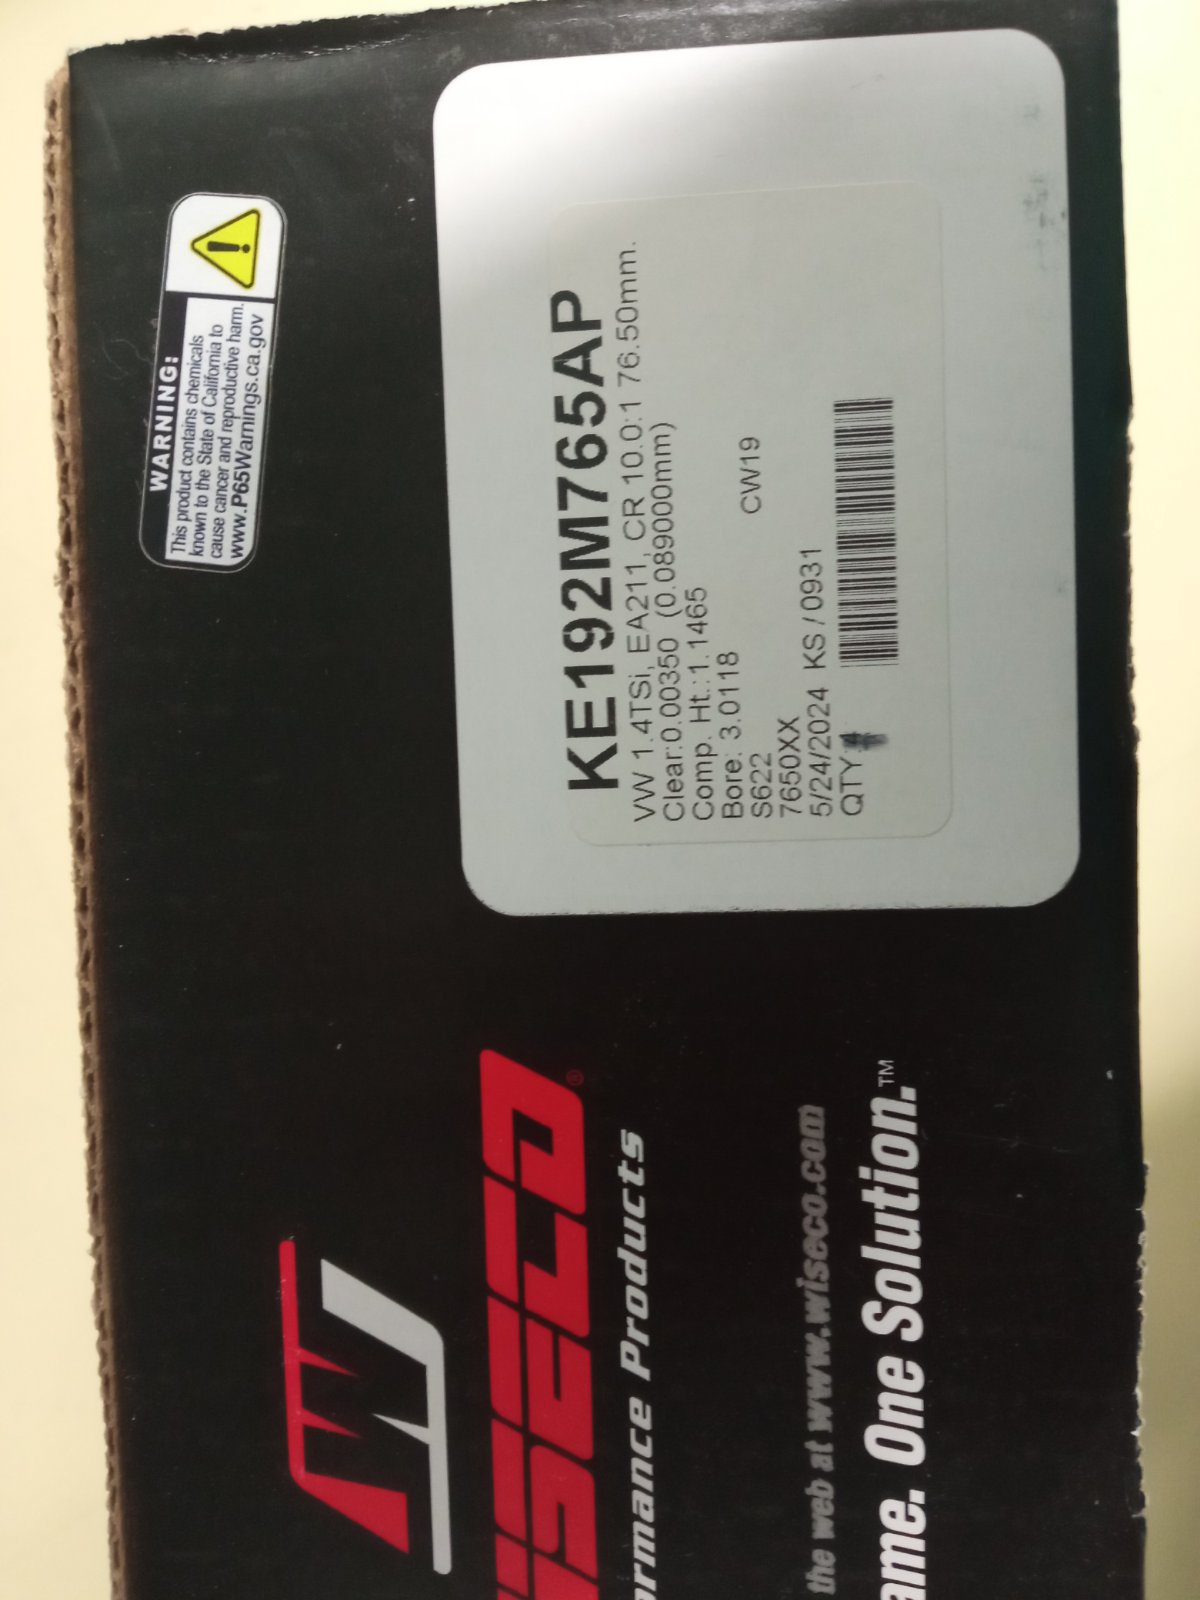 WARNING:
This product contains chemicals
known to the State of California to
cause cancer and reproductive harm.
www.P65Warnings.ca.gov
KE192M765AP
VW 1.4TSi, EA211, CR 10.0:1 76.50mm.
Clear:0.00350 (0.089000mm)
Comp. Ht.:1.1465
Bore: 3.0118
S622 CW19
7650XX
5/24/2024 KS / 0931
QTY
W
ISECO®
ormance Products
the web at www.wiseco.com
ame. One Solution.™